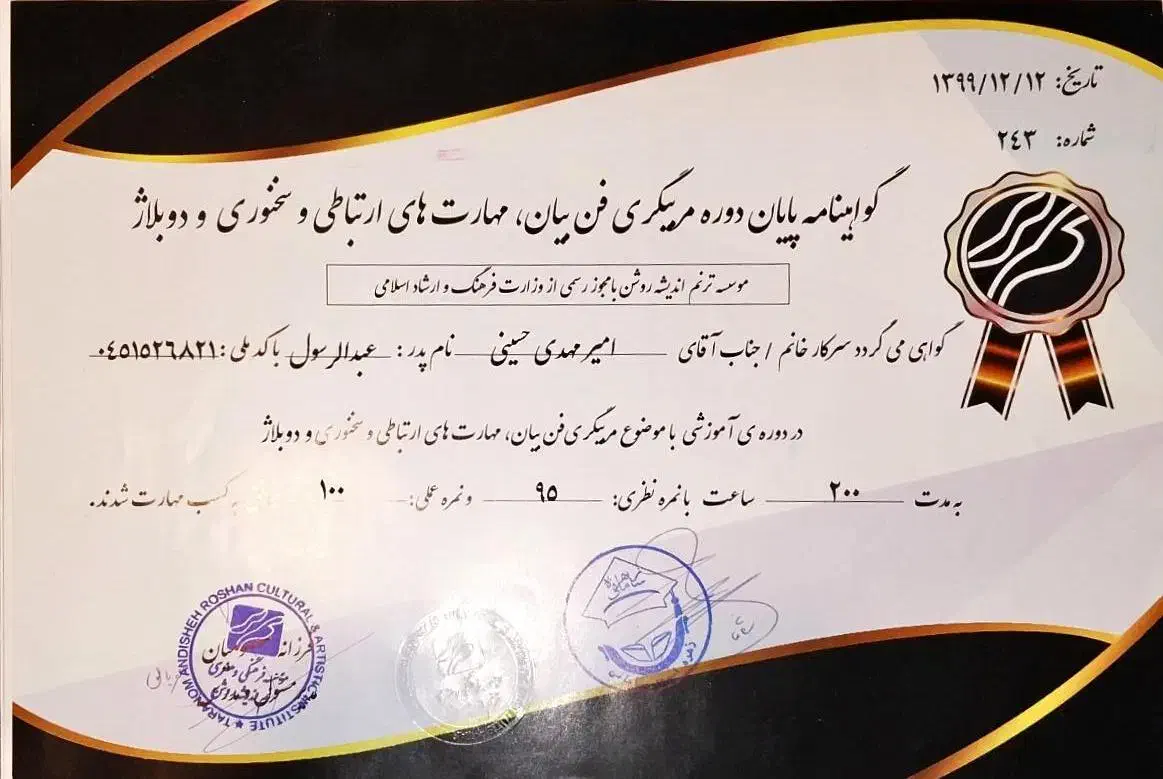 تاریخ: ۱۳۹۹/۱۲/۱۲
شماره: ۲۴۳
گواهینامه پایان دوره مربیگری فن بیان، مهارت های ارتباطی و سخنوری و دوبلاژ
موسسه ترنم اندیشه روشن با مجوز رسمی از وزارت فرهنگ و ارشاد اسلامی
گواهی می گردد سرکار خانم / جناب آقای امیر مهدی حسینی نام پدر: عبدالرسول با کد ملی: ۰٤٥١٥٢٦٨٢١
در دوره ی آموزشی با موضوع مربیگری فن بیان، مهارت های ارتباطی و سخنوری و دوبلاژ
به مدت ۲۰۰ ساعت با نمره نظری: ۹۵ و نمره عملی: ۱۰۰ به کسب مهارت شدند.
TARANOM ANDISHEH ROSHAN CULTURAL & ARTISTIC INSTITUTE